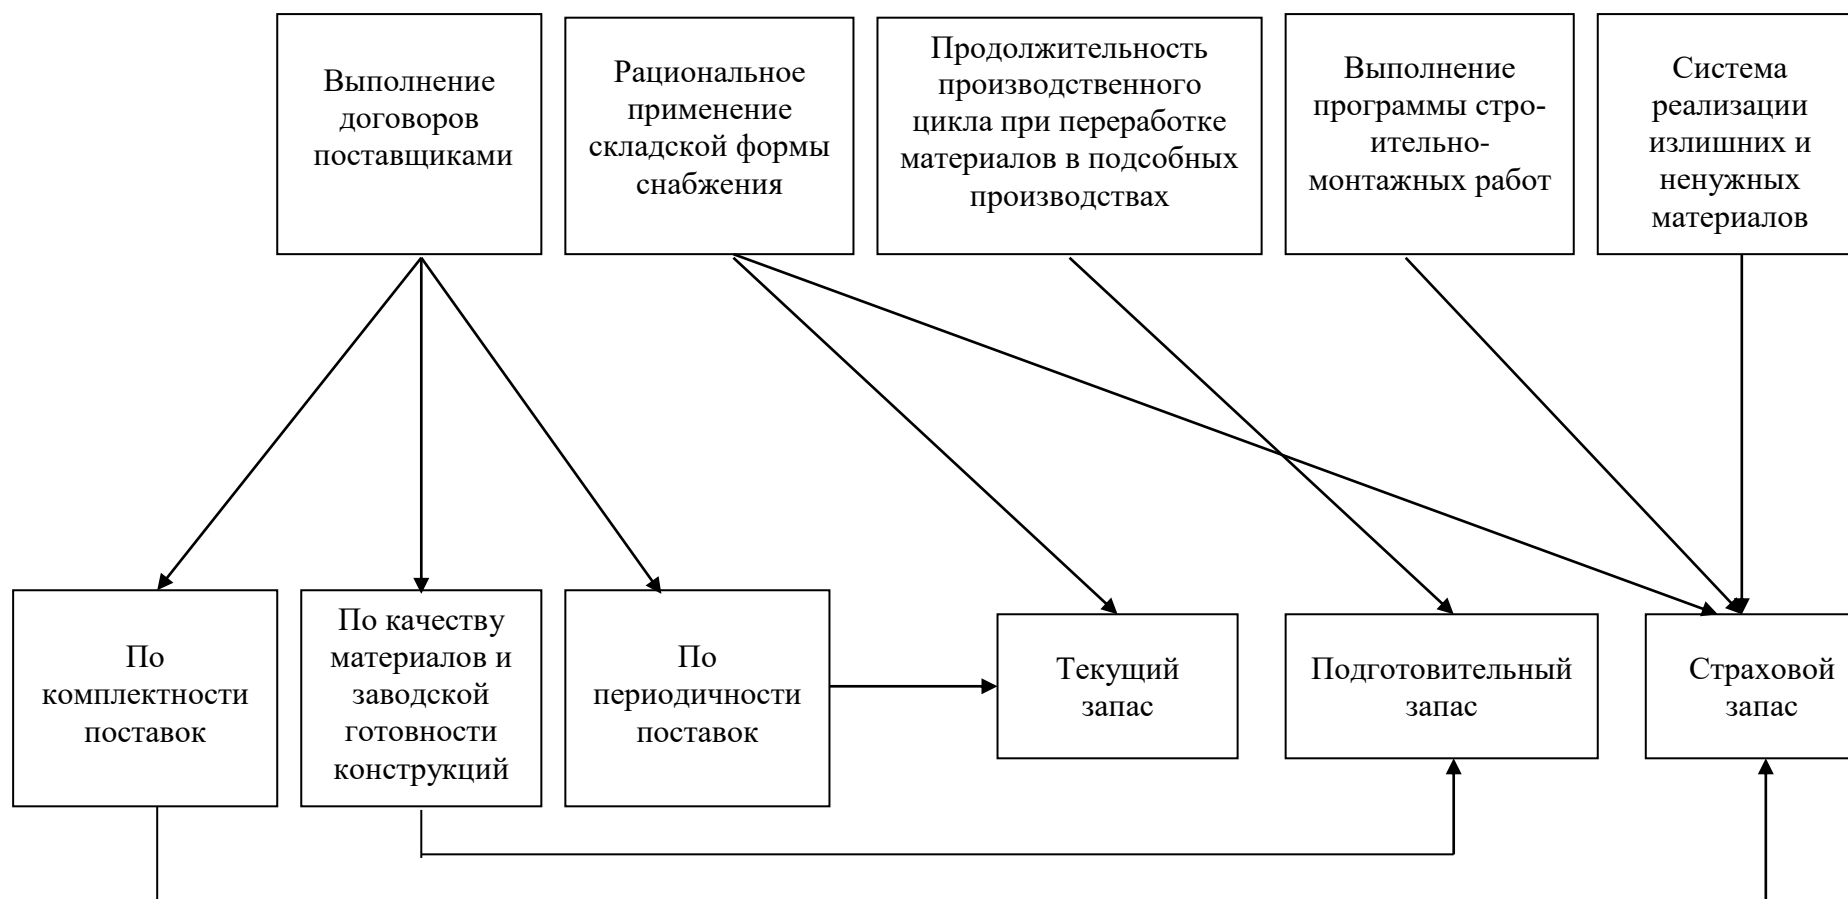 Выполнение
договоров
поставщиками
Рациональное
применение
складской формы
снабжения
Продолжительность
производственного
цикла при переработке
материалов в подсобных
производствах
Выполнение
программы стро-
ительно-
монтажных работ
Система
реализации
излишних и
ненужных
материалов
По
комплектности
поставок
По качеству
материалов и
заводской
готовности
конструкций
По
периодичности
поставок
Текущий
запас
Подготовительный
запас
Страховой
запас